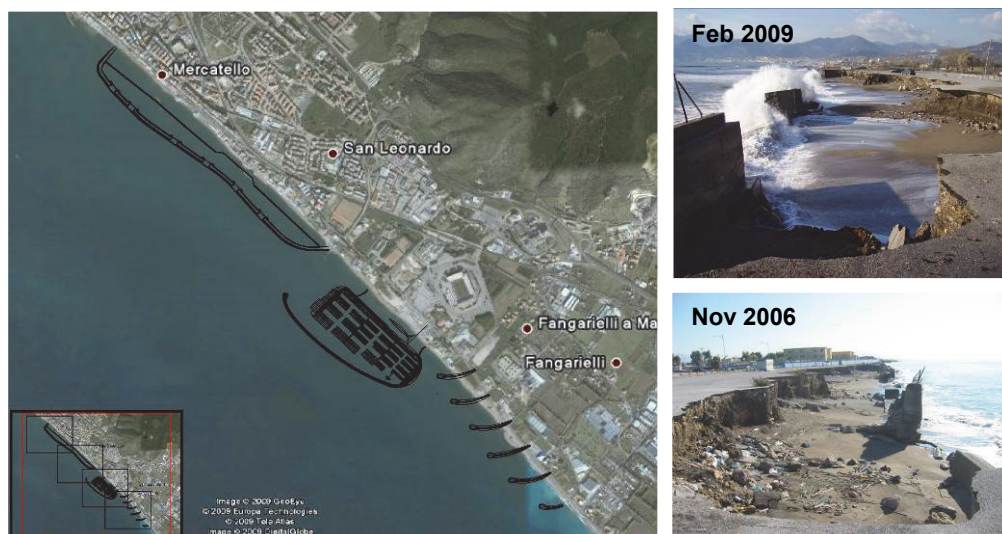 Mercatello
San Leonardo
Fangarielli a Ma
Fangarielli
Image © 2009 GeoEye
© 2009 Europa Technologies
© 2009 Tele Atlas
Image © 2009 DigitalGlobe
Feb 2009
Nov 2006